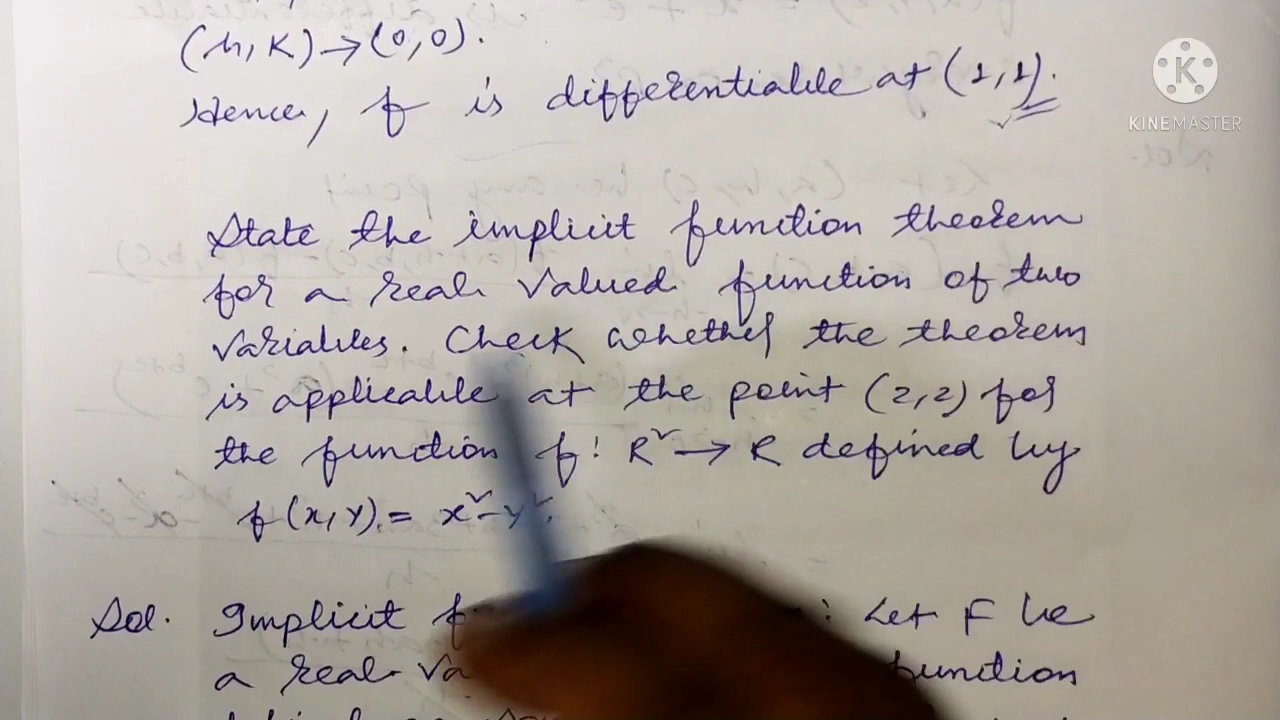 (h, K) → (0, 0).
Hence, f is differentiable at (1, 1).
K
KINEMASTER
State the implicit function theorem
for a real valued function of two
variables. Check whether the theorem
is applicable at the point (2, 2) for
the function f : R² → R defined by
f(x, Y) = x² - y².
Sol. Implicit : Let F be
a real function